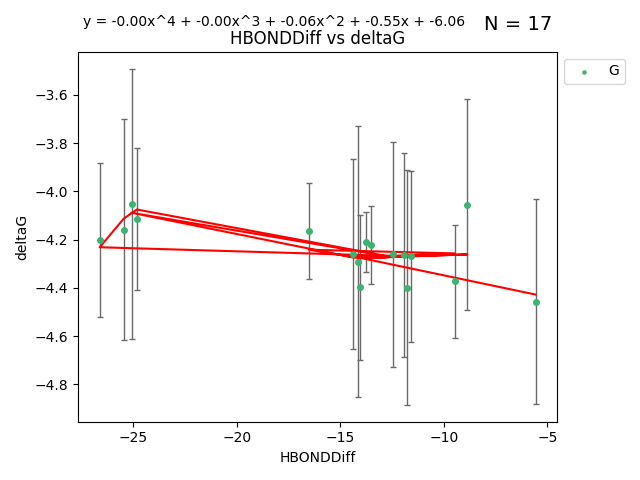 y = -0.00x^4 + -0.00x^3 + -0.06x^2 + -0.55x + -6.06
N = 17
HBONDDiff vs deltaG
G
−3.6
−3.8
−4.0
−4.2
−4.4
−4.6
−4.8
deltaG
−25
−20
−15
−10
−5
HBONDDiff